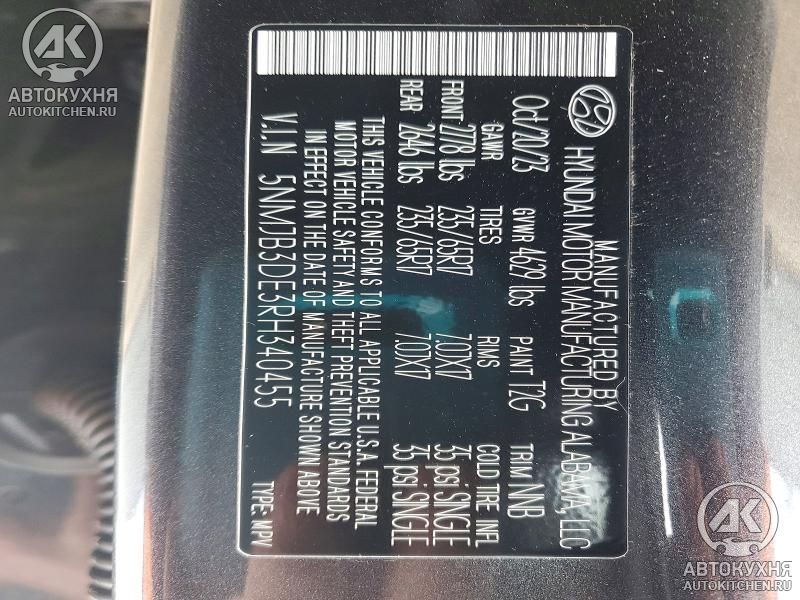 MANUFACTURED BY
HYUNDAI MOTOR MANUFACTURING ALABAMA, LLC
Oct/20/23 GVWR 4629 lbs PAINT T2G TRIM NNB
GAWR TIRES RIMS COLD TIRE INFL
FRONT 2778 lbs 235/65R17 7.0JX17 35 psi SINGLE
REAR 2646 lbs 235/65R17 7.0JX17 35 psi SINGLE
THIS VEHICLE CONFORMS TO ALL APPLICABLE U.S.A. FEDERAL
MOTOR VEHICLE SAFETY AND THEFT PREVENTION STANDARDS
IN EFFECT ON THE DATE OF MANUFACTURE SHOWN ABOVE
V.I.N 5NMJB3DE3RH340455 TYPE: MPV
АК
АВТОКУХНЯ
AUTOKITCHEN.RU
АК
АВТОКУХНЯ
AUTOKITCHEN.RU